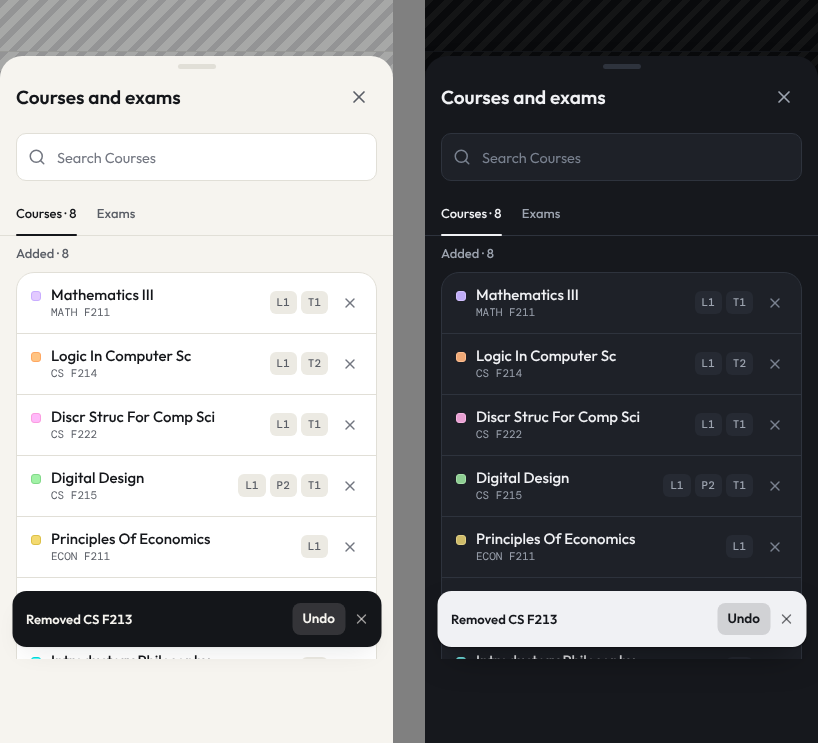 Courses and exams
Search Courses
Courses · 8 Exams
Added · 8
Mathematics III L1 T1
MATH F211
Logic In Computer Sc L1 T2
CS F214
Discr Struc For Comp Sci L1 T1
CS F222
Digital Design L1 P2 T1
CS F215
Principles Of Economics L1
ECON F211
Removed CS F213 Undo
Courses and exams
Search Courses
Courses · 8 Exams
Added · 8
Mathematics III L1 T1
MATH F211
Logic In Computer Sc L1 T2
CS F214
Discr Struc For Comp Sci L1 T1
CS F222
Digital Design L1 P2 T1
CS F215
Principles Of Economics L1
ECON F211
Removed CS F213 Undo